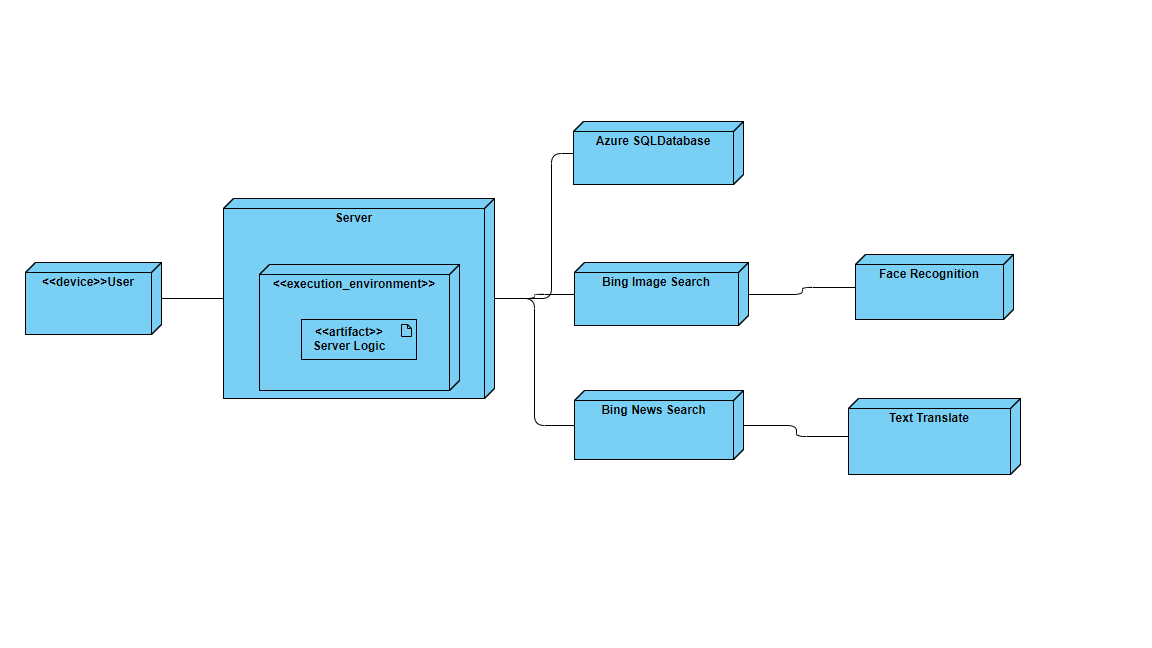 <<device>>User
Server
<<execution_environment>>
<<artifact>>
Server Logic
Azure SQLDatabase
Bing Image Search
Face Recognition
Bing News Search
Text Translate